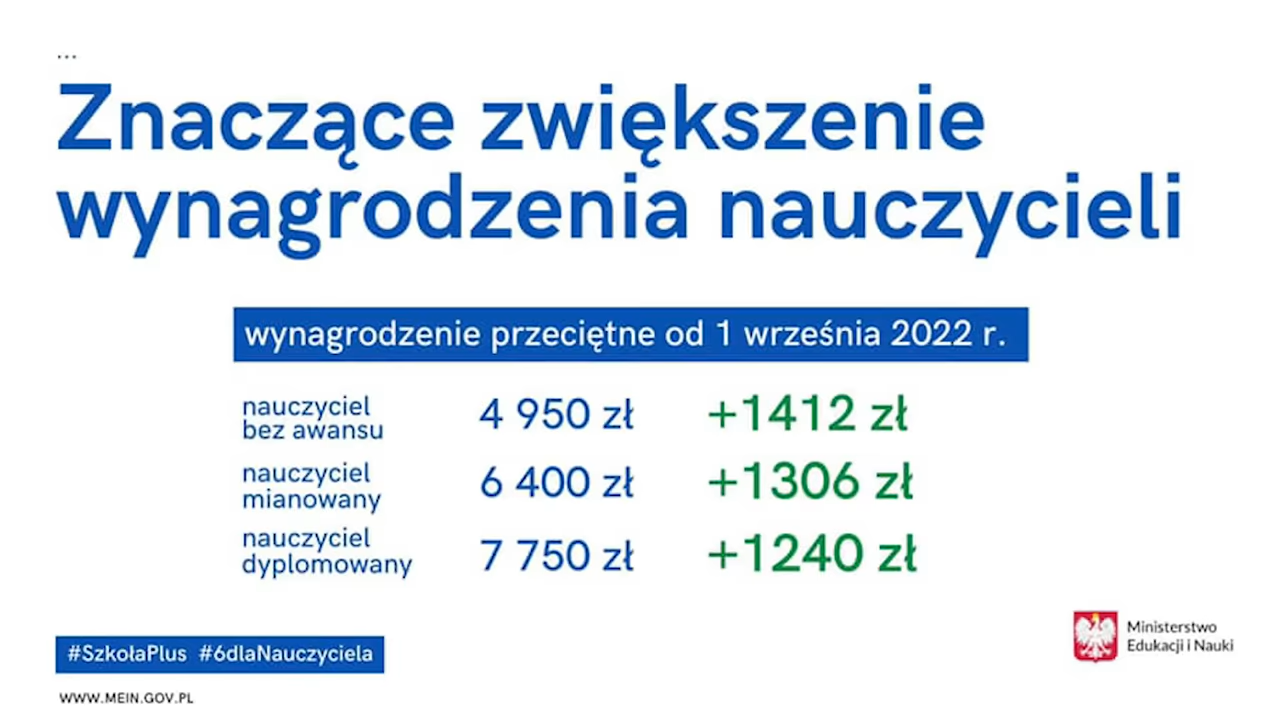 ...
Znaczące zwiększenie
wynagrodzenia nauczycieli
wynagrodzenie przeciętne od 1 września 2022 r.
nauczyciel
bez awansu
4 950 zł
+1412 zł
nauczyciel
mianowany
6 400 zł
+1306 zł
nauczyciel
dyplomowany
7 750 zł
+1240 zł
#SzkołaPlus #6dlaNauczyciela
WWW.MEIN.GOV.PL
Ministerstwo
Edukacji i Nauki